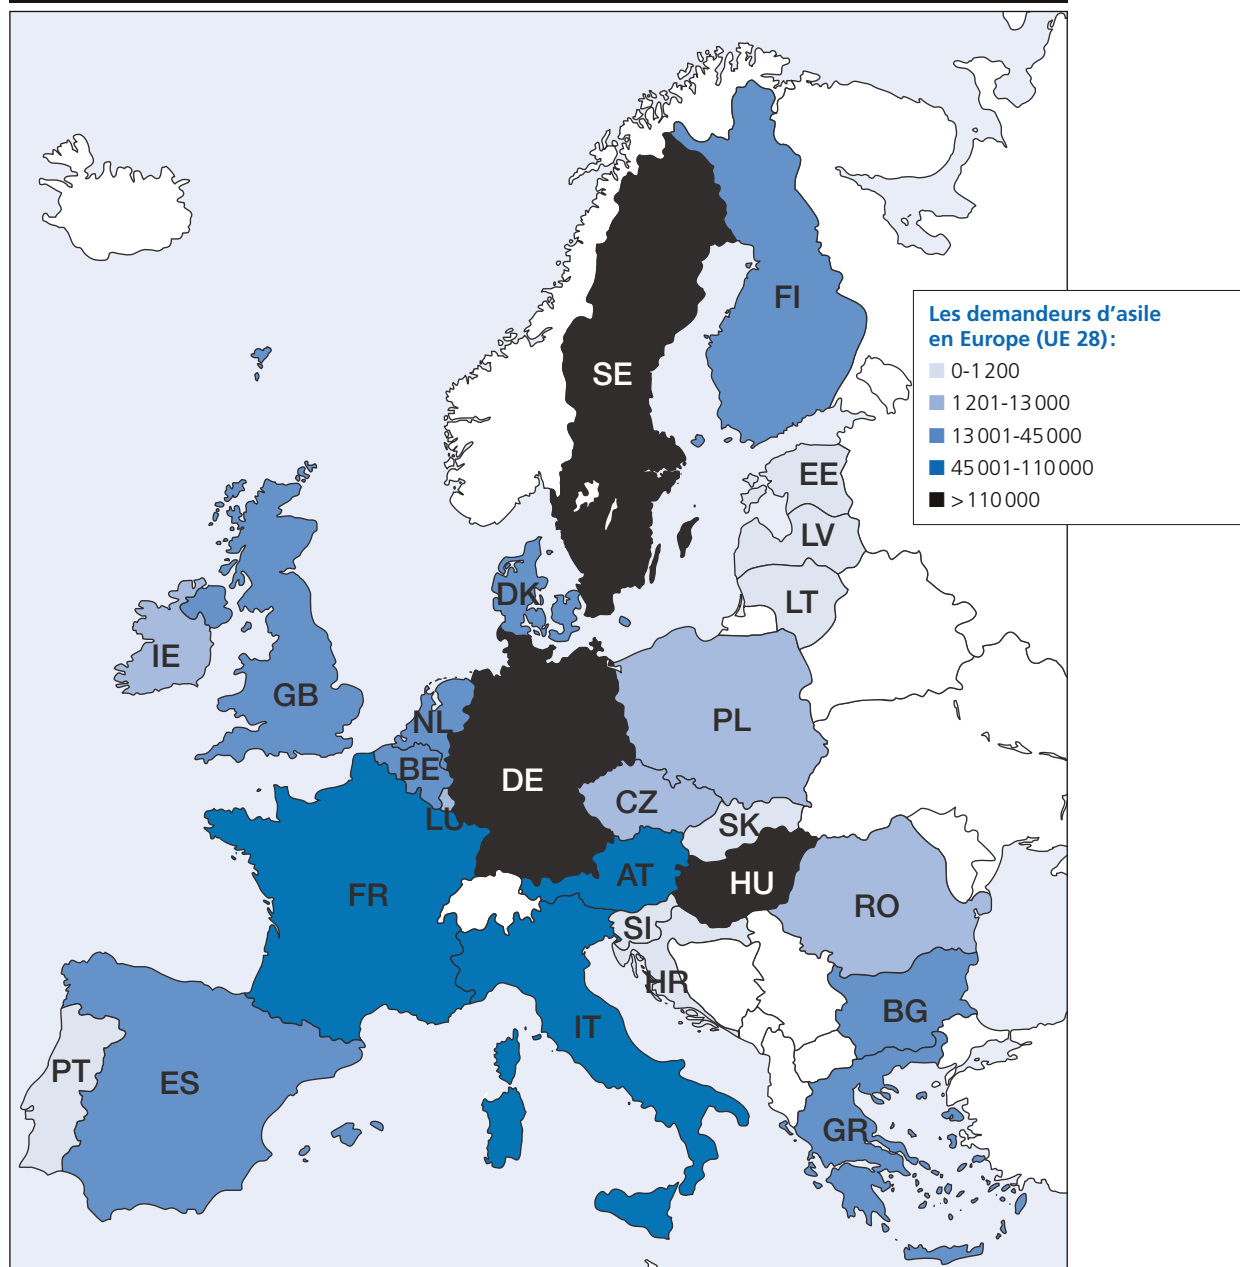 FI
Les demandeurs d’asile
en Europe (UE 28) :
0-1 200
1 201-13 000
13 001-45 000
45 001-110 000
> 110 000
SE
EE
LV
LT
DK
IE
GB
NL
PL
BE
DE
CZ
LU
SK
AT
HU
FR
RO
SI
HR
BG
IT
PT
ES
GR